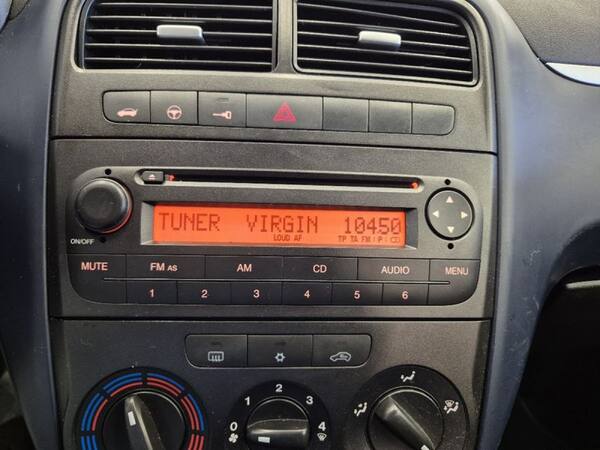 TUNER VIRGIN 10450
LOUD AF TP TA FM I P CD
ON/OFF
MUTE FM AS AM CD AUDIO MENU
1 2 3 4 5 6
0 1 2 3 4